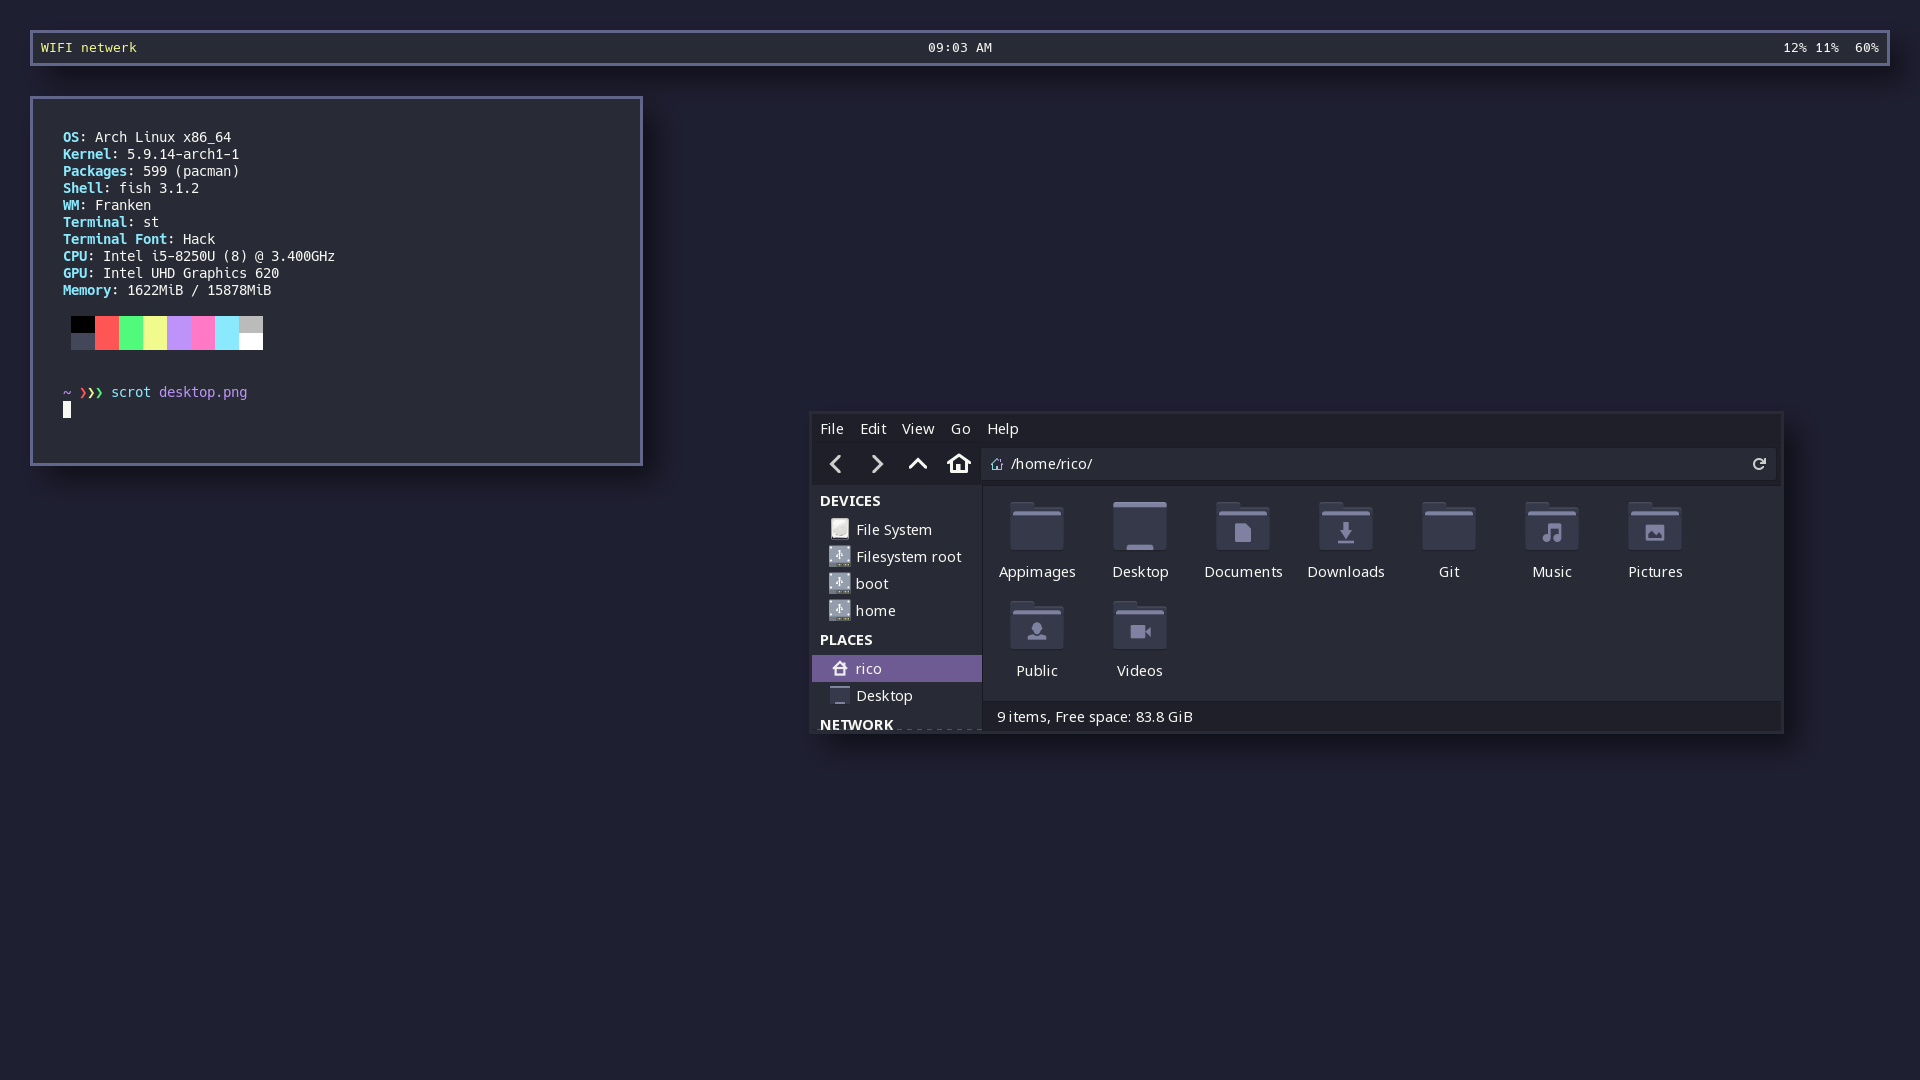 WIFI netwerk
09:03 AM
12% 11% 60%
OS: Arch Linux x86_64
Kernel: 5.9.14-arch1-1
Packages: 599 (pacman)
Shell: fish 3.1.2
WM: Franken
Terminal: st
Terminal Font: Hack
CPU: Intel i5-8250U (8) @ 3.400GHz
GPU: Intel UHD Graphics 620
Memory: 1622MiB / 15878MiB
~ ❯❯❯ scrot desktop.png
File Edit View Go Help
/home/rico/
DEVICES
File System
Filesystem root
boot
home
PLACES
rico
Desktop
NETWORK
Appimages Desktop Documents Downloads Git Music Pictures
Public Videos
9 items, Free space: 83.8 GiB